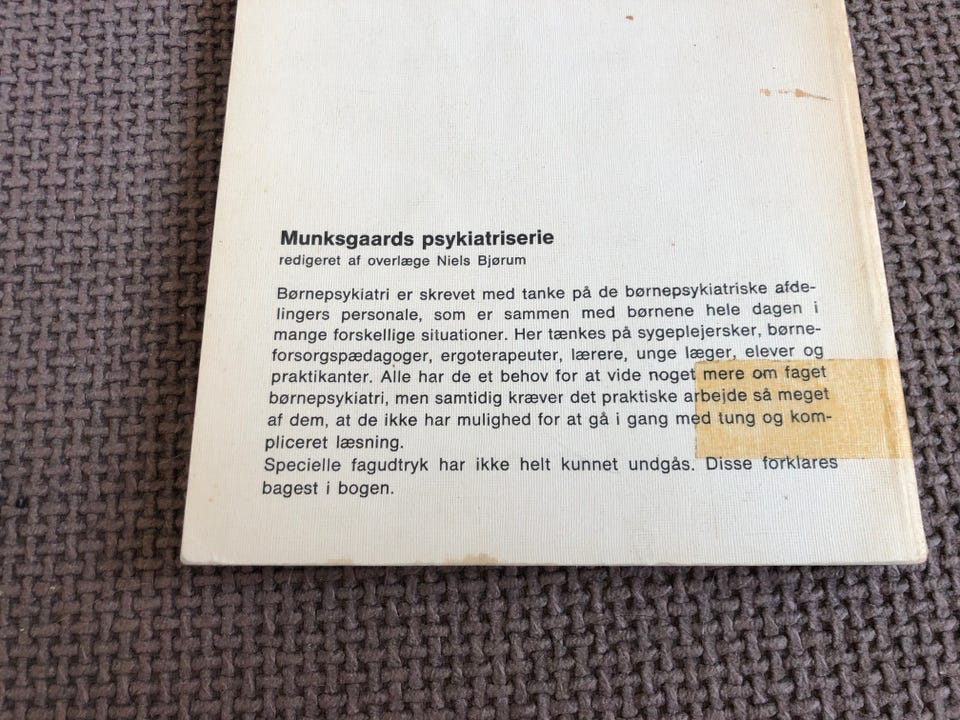 Munksgaards psykiatriserie
redigeret af overlæge Niels Bjørum
Børnepsykiatri er skrevet med tanke på de børnepsykiatriske afde-
lingers personale, som er sammen med børnene hele dagen i
mange forskellige situationer. Her tænkes på sygeplejersker, børne-
forsorgspædagoger, ergoterapeuter, lærere, unge læger, elever og
praktikanter. Alle har de et behov for at vide noget mere om faget
børnepsykiatri, men samtidig kræver det praktiske arbejde så meget
af dem, at de ikke har mulighed for at gå i gang med tung og kom-
pliceret læsning.
Specielle fagudtryk har ikke helt kunnet undgås. Disse forklares
bagest i bogen.